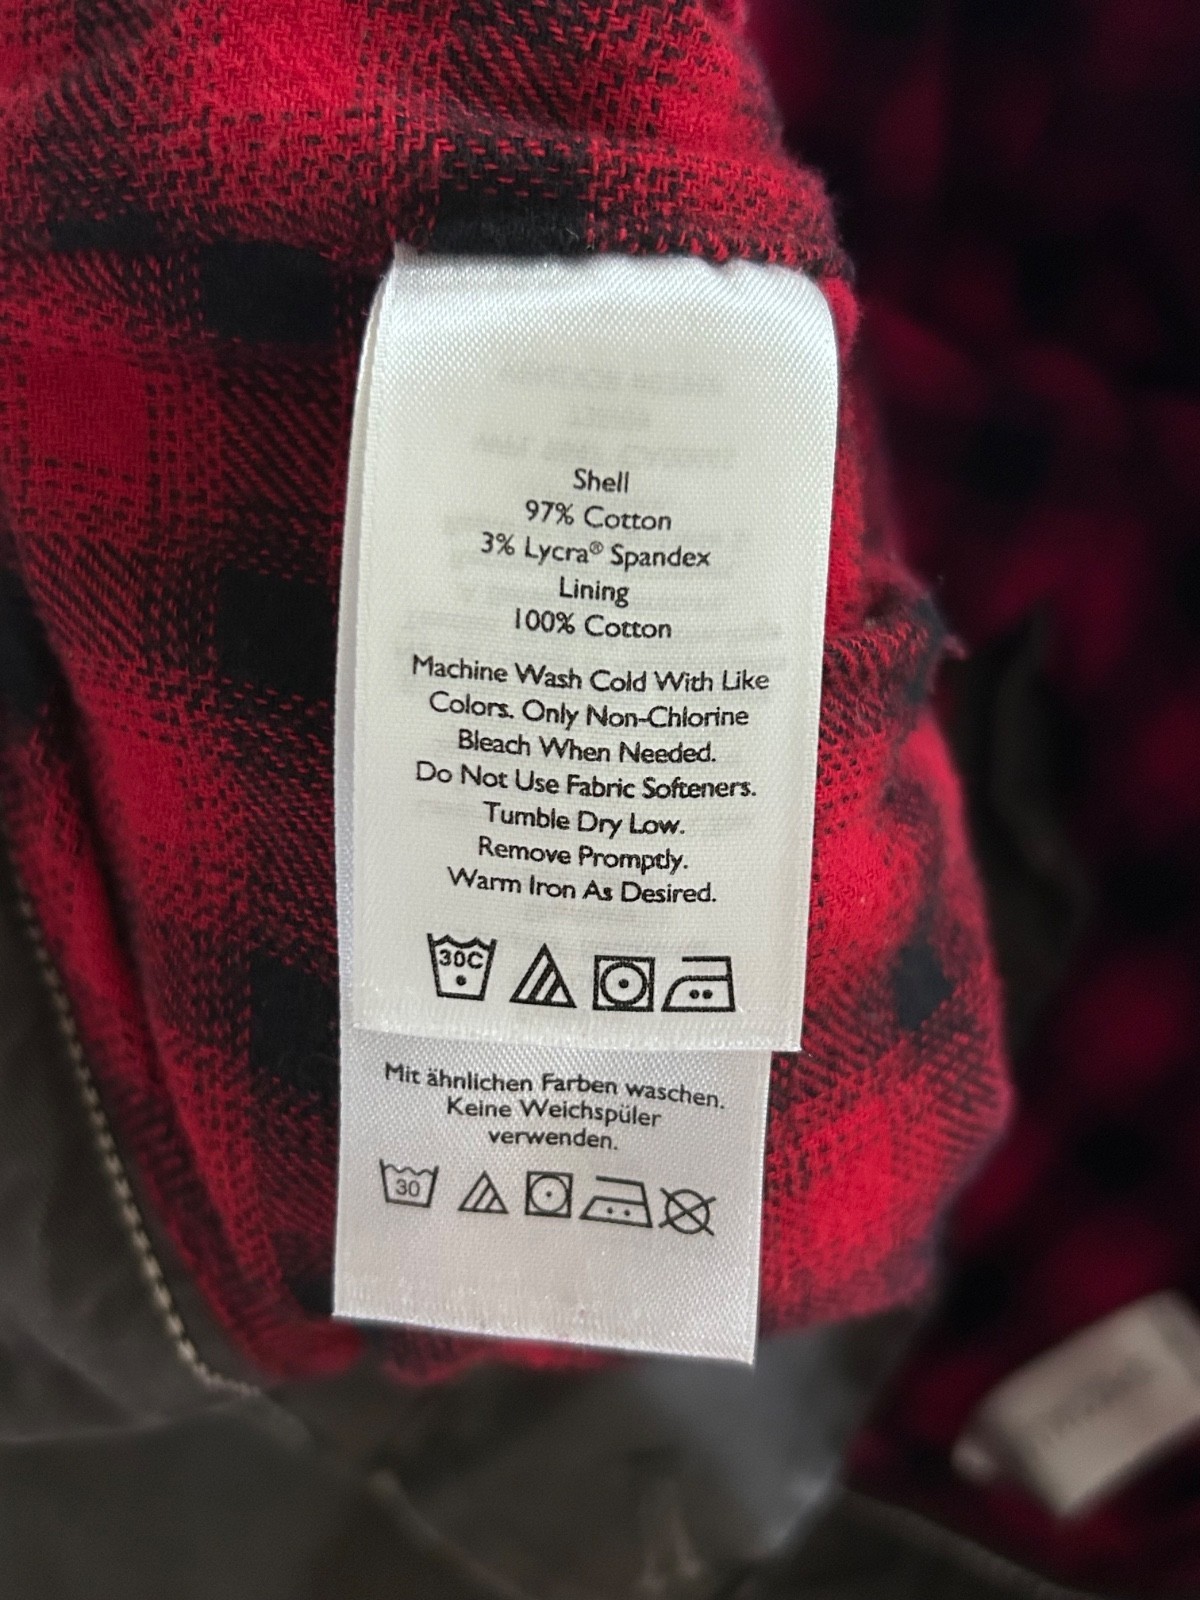 Shell
97% Cotton
3% Lycra® Spandex
Lining
100% Cotton
Machine Wash Cold With Like
Colors. Only Non-Chlorine
Bleach When Needed.
Do Not Use Fabric Softeners.
Tumble Dry Low.
Remove Promptly.
Warm Iron As Desired.
30C
Mit ähnlichen Farben waschen.
Keine Weichspüler
verwenden.
30